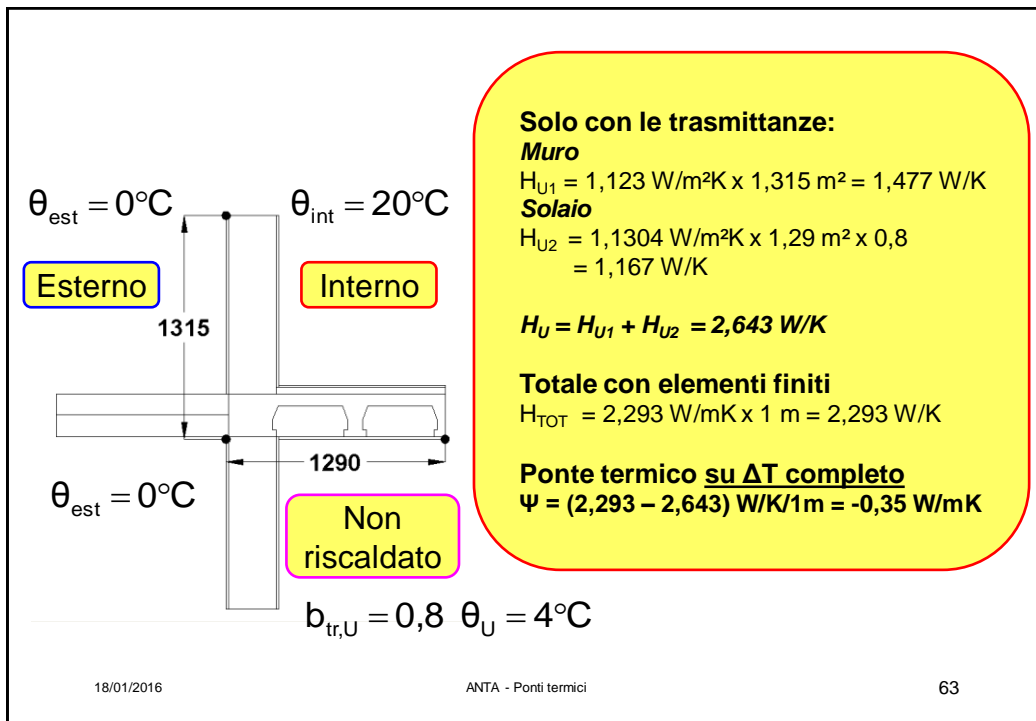 θest = 0°C
θint = 20°C
Esterno
Interno
1315
1290
θest = 0°C
Non
riscaldato
btr,U = 0,8 θU = 4°C
Solo con le trasmittanze:
Muro
HU1 = 1,123 W/m²K x 1,315 m² = 1,477 W/K
Solaio
HU2 = 1,1304 W/m²K x 1,29 m² x 0,8
= 1,167 W/K
HU = HU1 + HU2 = 2,643 W/K
Totale con elementi finiti
HTOT = 2,293 W/mK x 1 m = 2,293 W/K
Ponte termico su ΔT completo
Ψ = (2,293 – 2,643) W/K/1m = -0,35 W/mK
18/01/2016
ANTA - Ponti termici
63